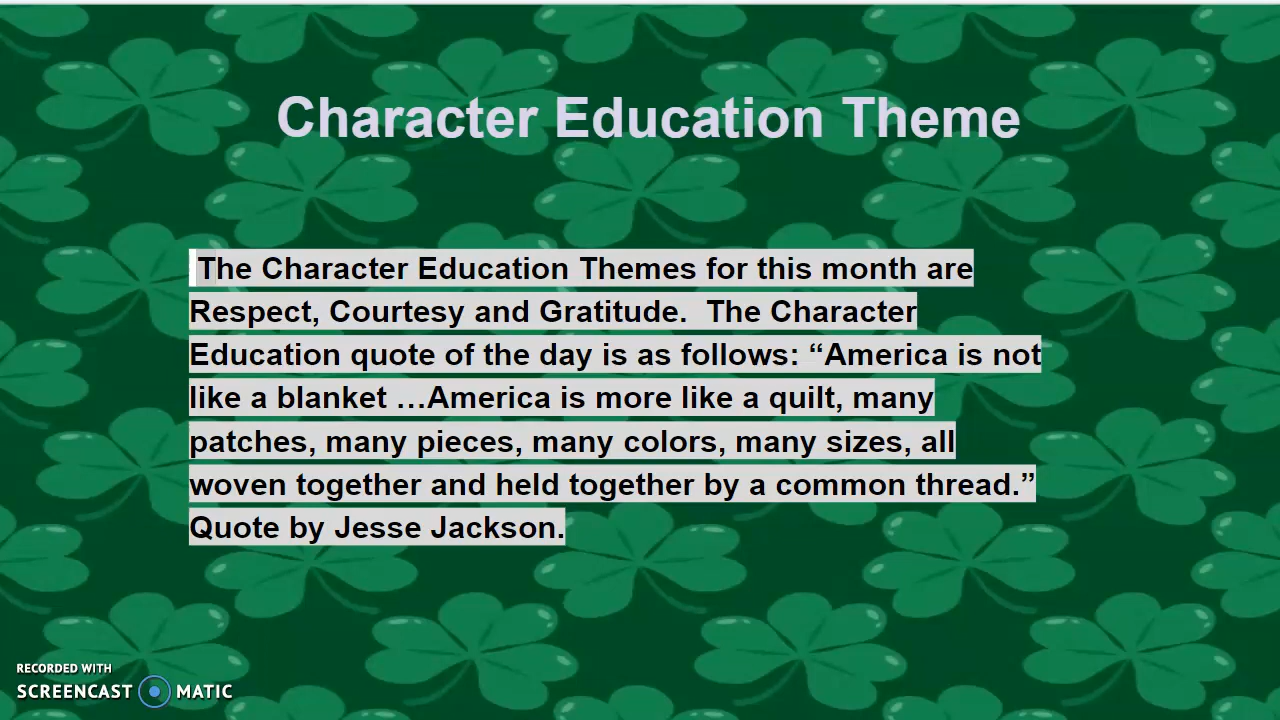 Character Education Theme
The Character Education Themes for this month are
Respect, Courtesy and Gratitude.  The Character
Education quote of the day is as follows: “America is not
like a blanket …America is more like a quilt, many
patches, many pieces, many colors, many sizes, all
woven together and held together by a common thread.”
Quote by Jesse Jackson.
RECORDED WITH
SCREENCAST MATIC